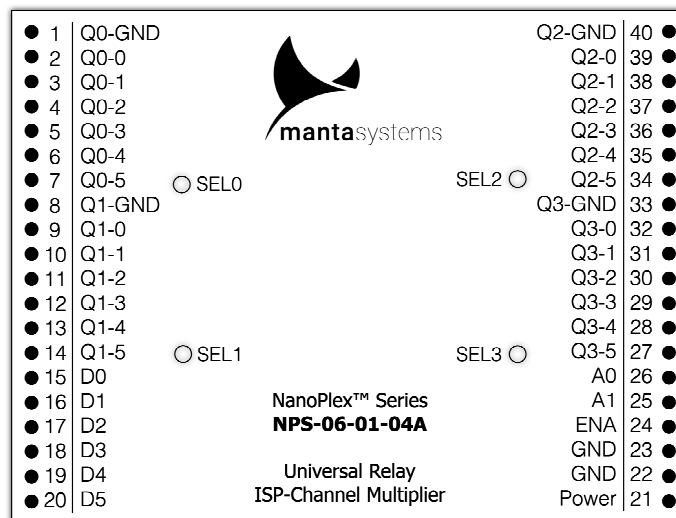 1 Q0-GND
2 Q0-0
3 Q0-1
4 Q0-2
5 Q0-3
6 Q0-4
7 Q0-5
8 Q1-GND
9 Q1-0
10 Q1-1
11 Q1-2
12 Q1-3
13 Q1-4
14 Q1-5
15 D0
16 D1
17 D2
18 D3
19 D4
20 D5
mantasystems
SEL0
SEL2
SEL1
SEL3
NanoPlex™ Series
NPS-06-01-04A
Universal Relay
ISP-Channel Multiplier
Q2-GND 40
Q2-0 39
Q2-1 38
Q2-2 37
Q2-3 36
Q2-4 35
Q2-5 34
Q3-GND 33
Q3-0 32
Q3-1 31
Q3-2 30
Q3-3 29
Q3-4 28
Q3-5 27
A0 26
A1 25
ENA 24
GND 23
GND 22
Power 21